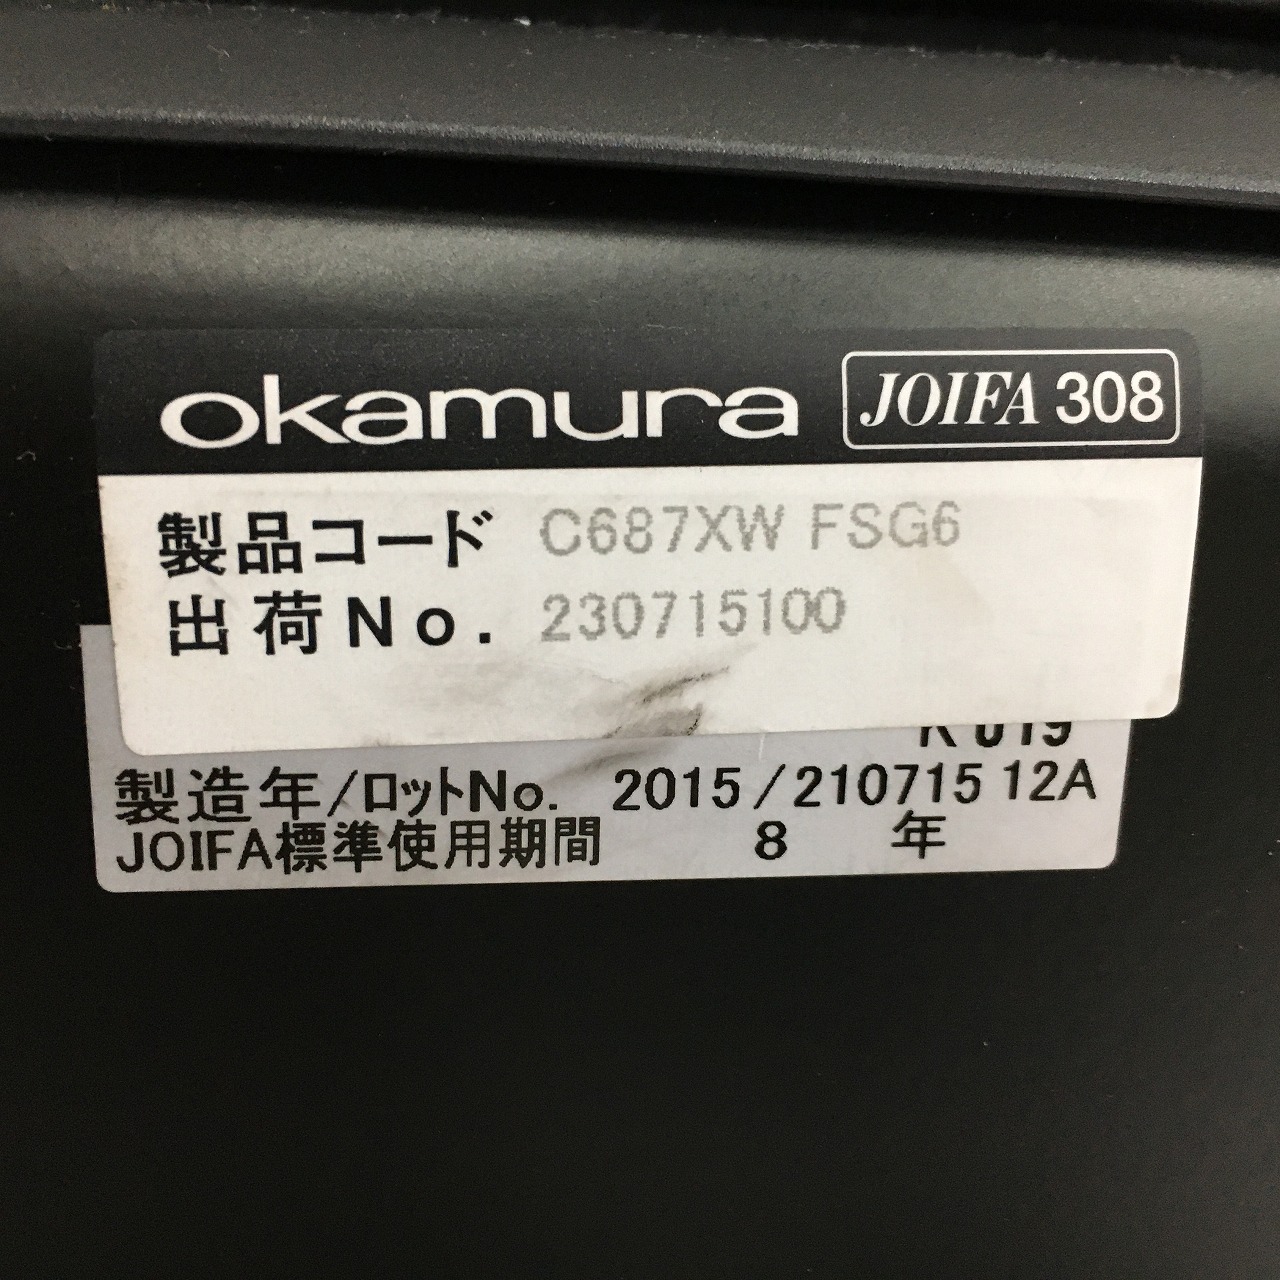 okamura JOIFA 308
製品コード C687XW FSG6
出荷No. 230715100
製造年/ロットNo. 2015/210715 12A
JOIFA標準使用期間 8 年